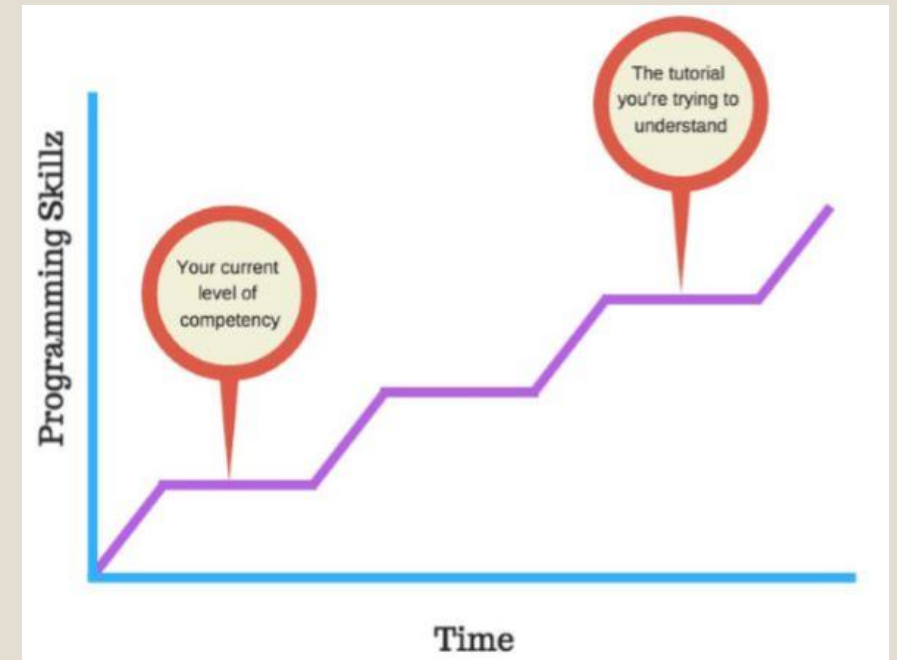 The tutorial
you're trying to
understand
Your current
level of
competency
Programming Skillz
Time